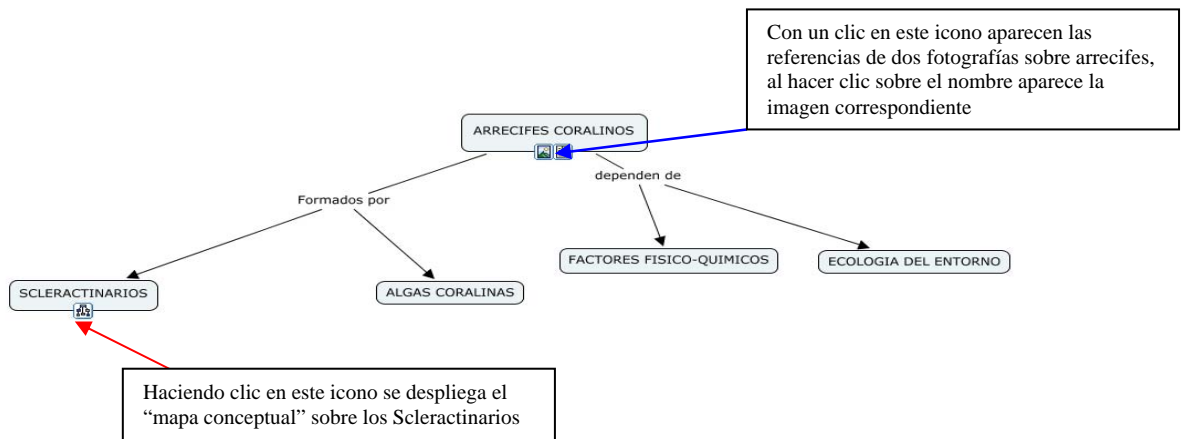 Con un clic en este icono aparecen las
referencias de dos fotografías sobre arrecifes,
al hacer clic sobre el nombre aparece la
imagen correspondiente
ARRECIFES CORALINOS
dependen de
Formados por
FACTORES FISICO-QUIMICOS
ECOLOGIA DEL ENTORNO
SCLERACTINARIOS
ALGAS CORALINAS
Haciendo clic en este icono se despliega el
“mapa conceptual” sobre los Scleractinarios